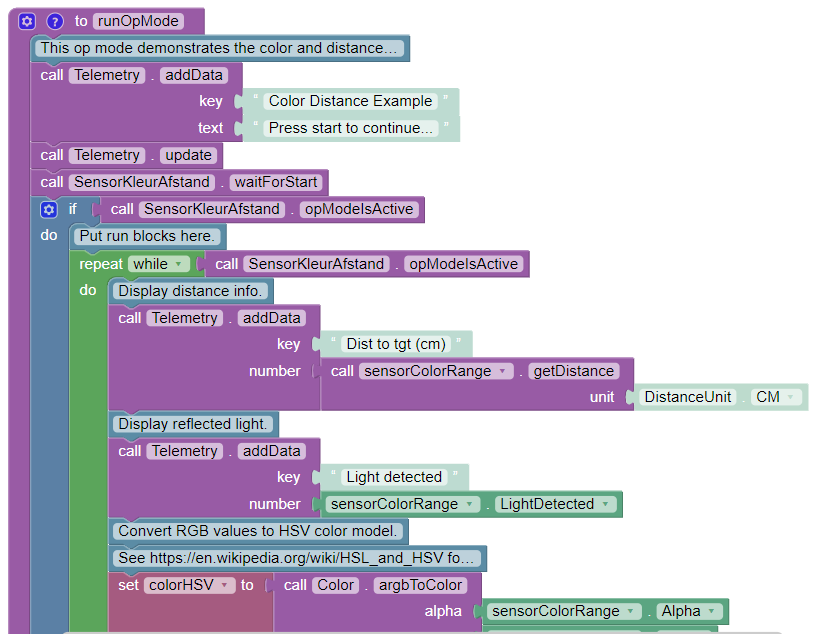 ? to runOpMode
This op mode demonstrates the color and distance...
call Telemetry . addData
key " Color Distance Example "
text " Press start to continue... "
call Telemetry . update
call SensorKleurAfstand . waitForStart
if call SensorKleurAfstand . opModeIsActive
do Put run blocks here.
repeat while call SensorKleurAfstand . opModeIsActive
do Display distance info.
call Telemetry . addData
key " Dist to tgt (cm) "
number call sensorColorRange . getDistance
unit DistanceUnit . CM
Display reflected light.
call Telemetry . addData
key " Light detected "
number sensorColorRange . LightDetected
Convert RGB values to HSV color model.
See https://en.wikipedia.org/wiki/HSL_and_HSV fo...
set colorHSV to call Color . argbToColor
alpha sensorColorRange . Alpha